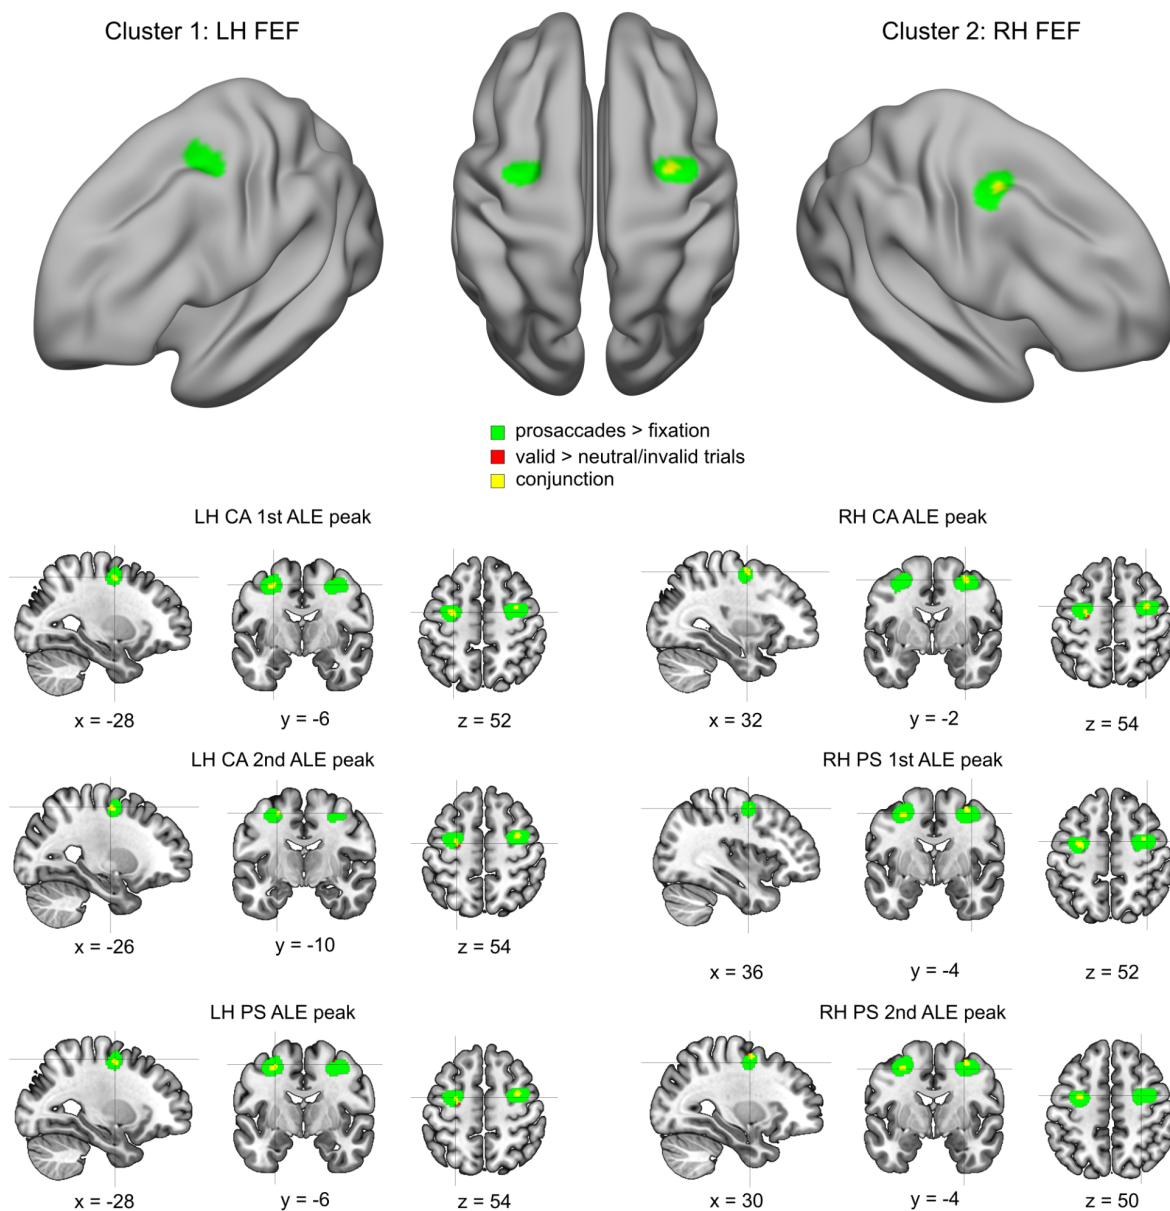 Cluster 1: LH FEF
Cluster 2: RH FEF
prosaccades > fixation
valid > neutral/invalid trials
conjunction
LH CA 1st ALE peak
x = -28
y = -6
z = 52
RH CA ALE peak
x = 32
y = -2
z = 54
LH CA 2nd ALE peak
x = -26
y = -10
z = 54
RH PS 1st ALE peak
x = 36
y = -4
z = 52
LH PS ALE peak
x = -28
y = -6
z = 54
RH PS 2nd ALE peak
x = 30
y = -4
z = 50